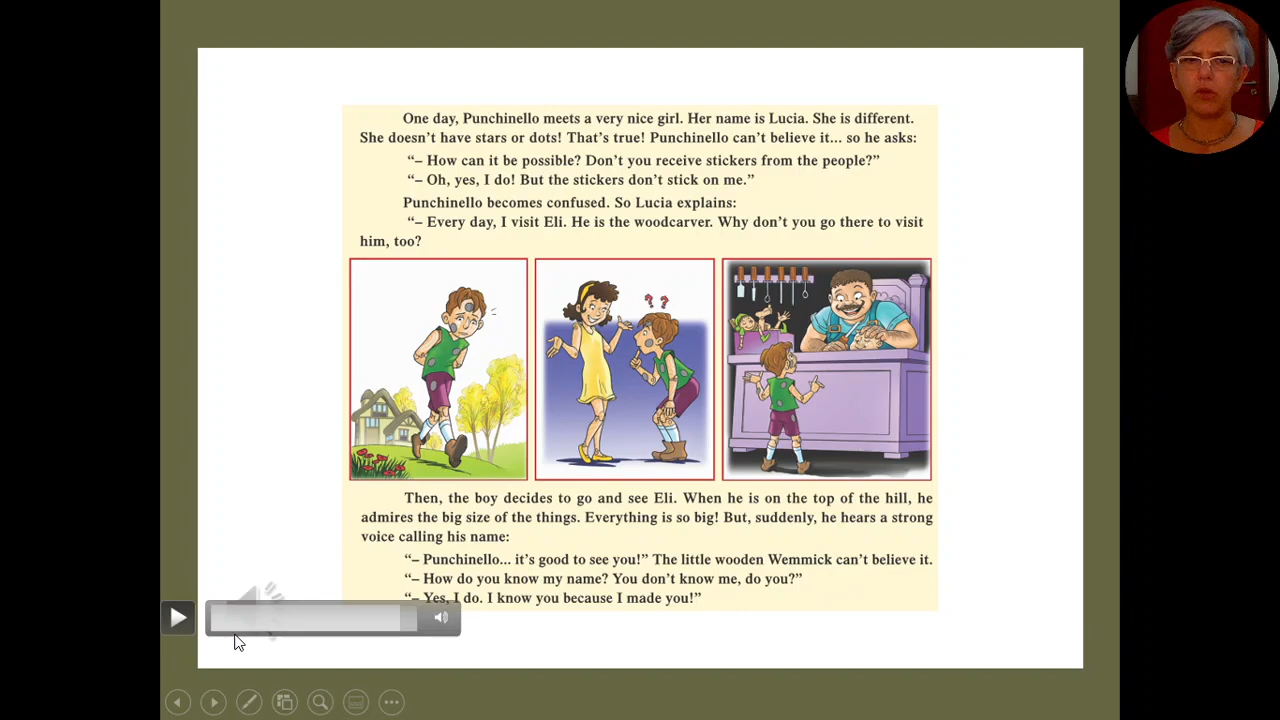 One day, Punchinello meets a very nice girl. Her name is Lucia. She is different.
She doesn't have stars or dots! That's true! Punchinello can't believe it... so he asks:
“– How can it be possible? Don't you receive stickers from the people?”
“– Oh, yes, I do! But the stickers don't stick on me.”
Punchinello becomes confused. So Lucia explains:
“– Every day, I visit Eli. He is the woodcarver. Why don't you go there to visit
him, too?
? ?
Then, the boy decides to go and see Eli. When he is on the top of the hill, he
admires the big size of the things. Everything is so big! But, suddenly, he hears a strong
voice calling his name:
“– Punchinello... it's good to see you!” The little wooden Wemmick can't believe it.
“– How do you know my name? You don't know me, do you?”
“– Yes, I do. I know you because I made you!”